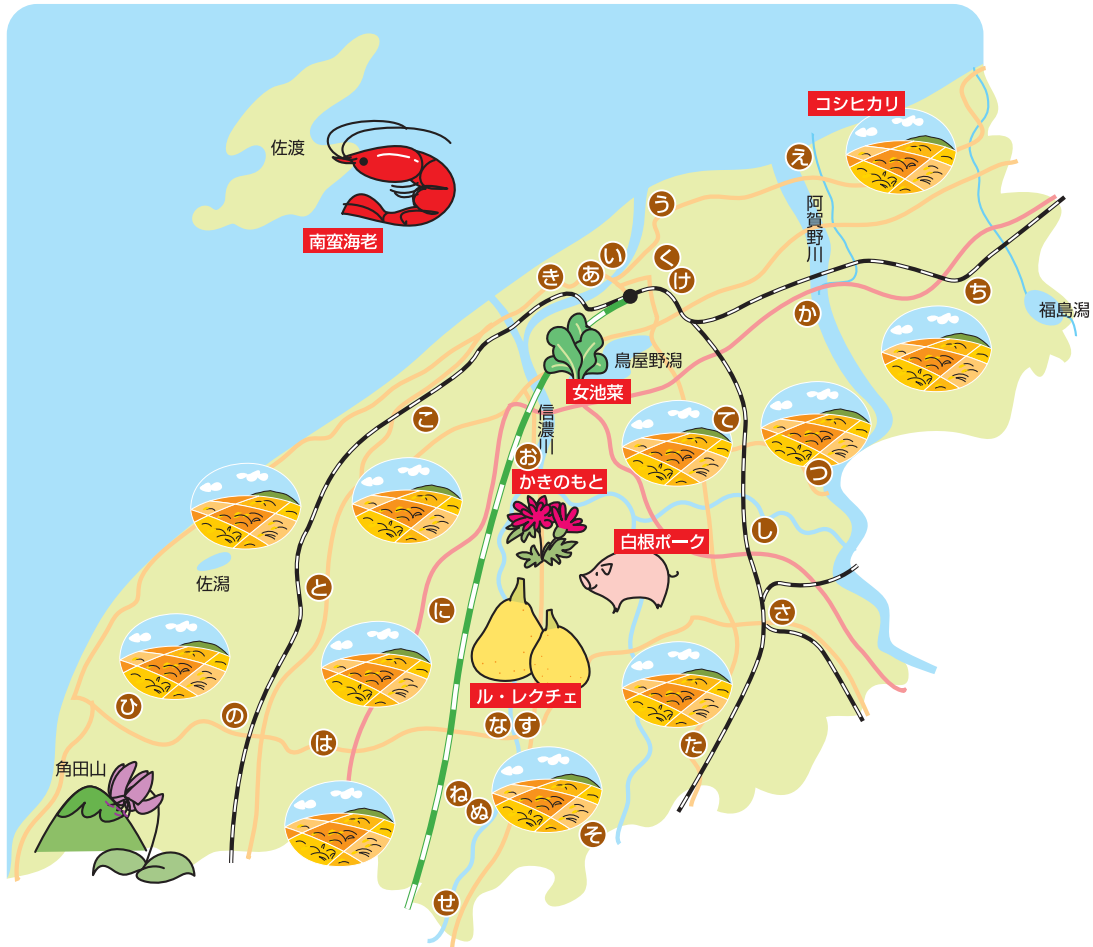 コシヒカリ
え
佐渡
南蛮海老
う
阿賀野川
い
く
あ
き
け
ち
か
福島潟
鳥屋野潟
女池菜
信濃川
こ
て
お
つ
かきのもと
し
白根ポーク
佐潟
と
に
さ
ル・レクチェ
ひ
の
な
す
は
た
角田山
ね
ぬ
そ
せ